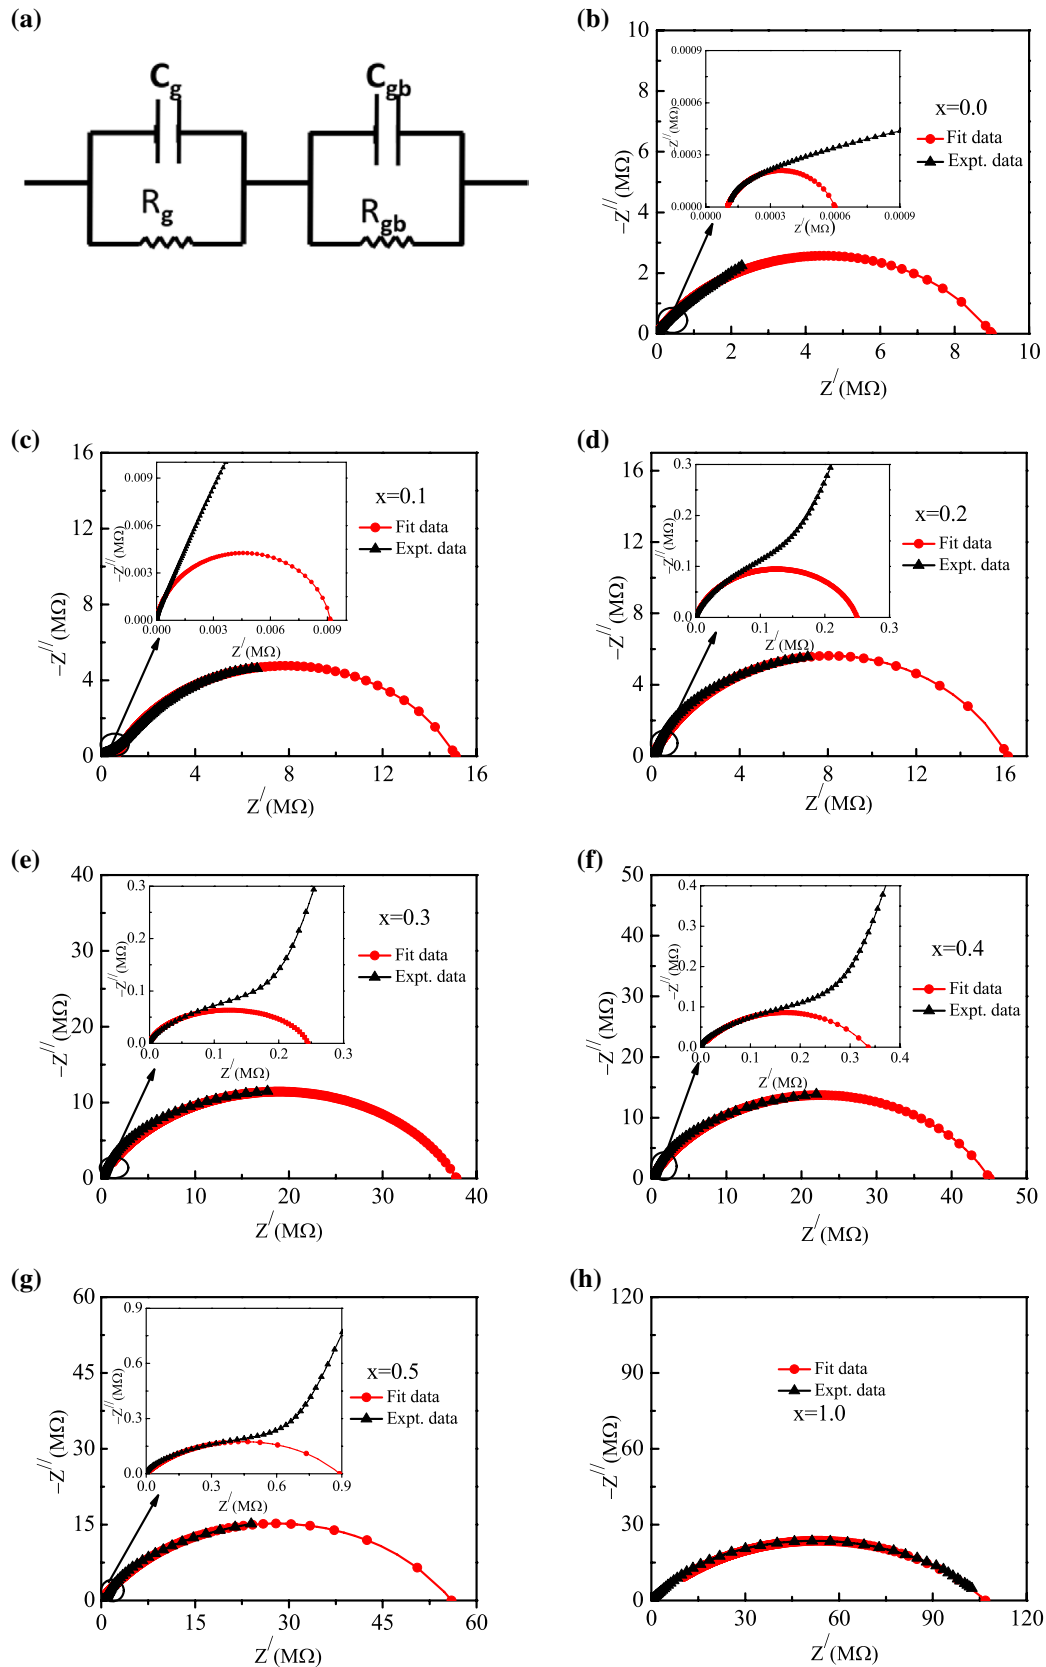 (a)
C_g
C_gb
R_g
R_gb
(b)
10
8
6
4
2
0
−Z′′(MΩ)
0 2 4 6 8 10
Z′(MΩ)
x=0.0
Fit data
Expt. data
0.0009
0.0006
0.0003
0.0000
−Z′′(MΩ)
0.0000 0.0003 0.0006 0.0009
Z′(MΩ)
(c)
16
12
8
4
0
−Z′′(MΩ)
0 4 8 12 16
Z′(MΩ)
x=0.1
Fit data
Expt. data
0.009
0.006
0.003
0.000
−Z′′(MΩ)
0.000 0.003 0.006 0.009
Z′(MΩ)
(d)
16
12
8
4
0
−Z′′(MΩ)
0 4 8 12 16
Z′(MΩ)
x=0.2
Fit data
Expt. data
0.3
0.2
0.1
0.0
−Z′′(MΩ)
0.0 0.1 0.2 0.3
Z′(MΩ)
(e)
40
30
20
10
0
−Z′′(MΩ)
0 10 20 30 40
Z′(MΩ)
x=0.3
Fit data
Expt. data
0.3
0.2
0.1
0.0
−Z′′(MΩ)
0.0 0.1 0.2 0.3
Z′(MΩ)
(f)
50
40
30
20
10
0
−Z′′(MΩ)
0 10 20 30 40 50
Z′(MΩ)
x=0.4
Fit data
Expt. data
0.4
0.3
0.2
0.1
0.0
−Z′′(MΩ)
0.0 0.1 0.2 0.3 0.4
Z′(MΩ)
(g)
60
45
30
15
0
−Z′′(MΩ)
0 15 30 45 60
Z′(MΩ)
x=0.5
Fit data
Expt. data
0.9
0.6
0.3
0.0
−Z′′(MΩ)
0.0 0.3 0.6 0.9
Z′(MΩ)
(h)
120
90
60
30
0
−Z′′(MΩ)
0 30 60 90 120
Z′(MΩ)
Fit data
Expt. data
x=1.0